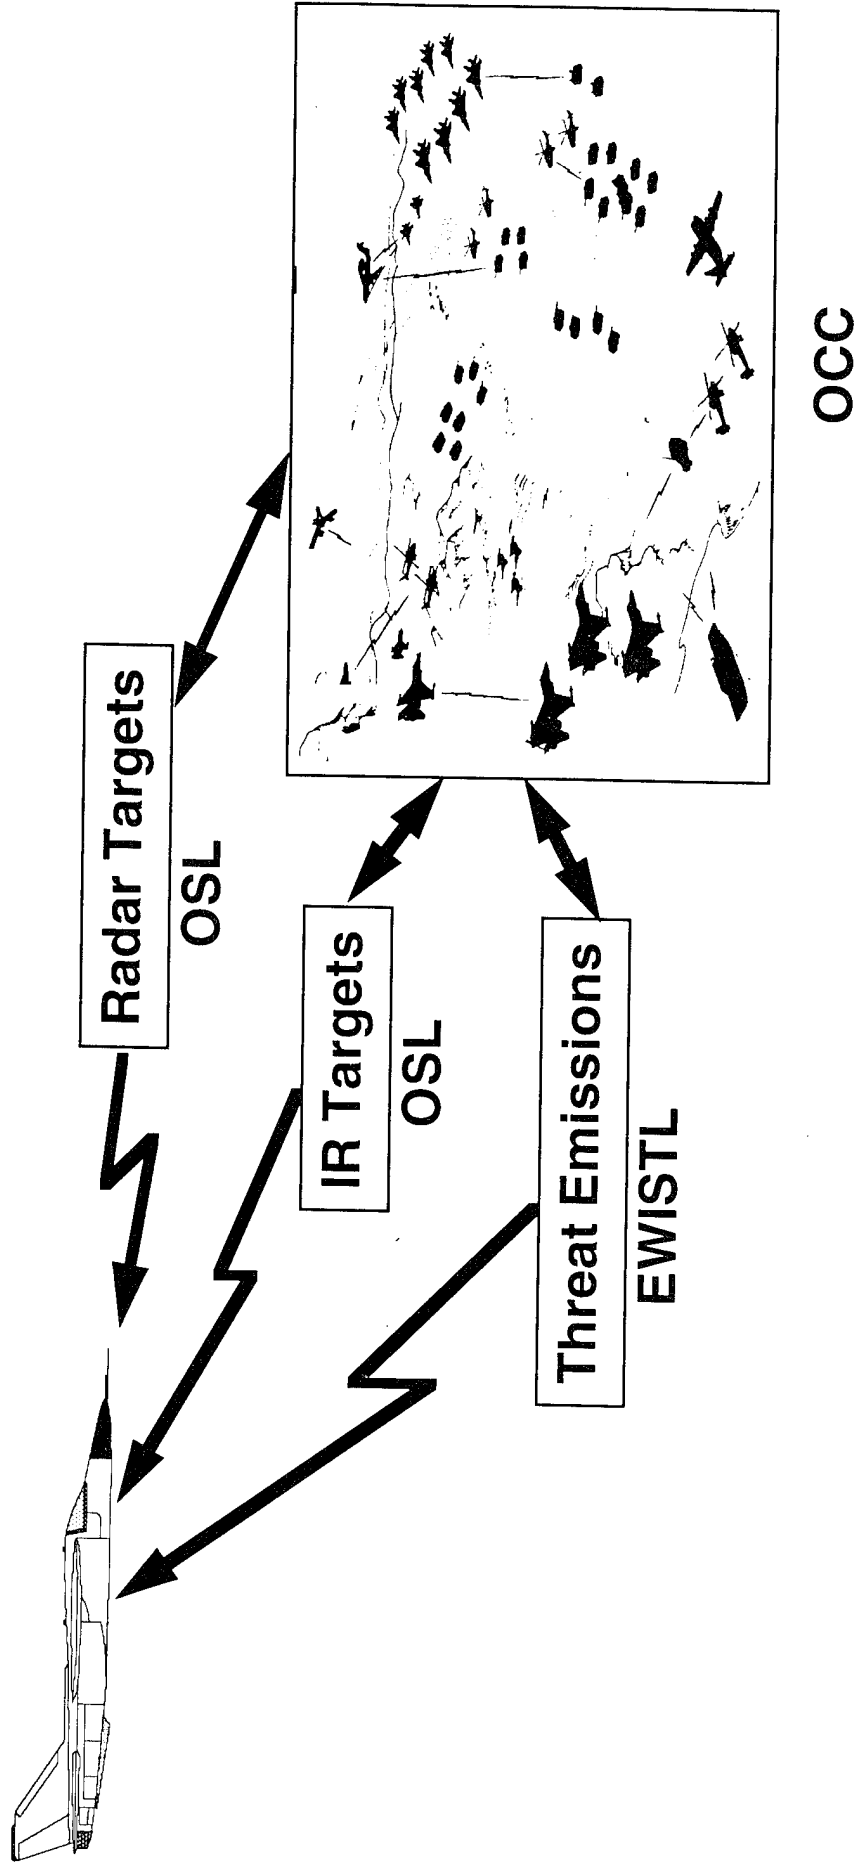 Radar Targets
OSL
IR Targets
OSL
Threat Emissions
EWISTL
OCC